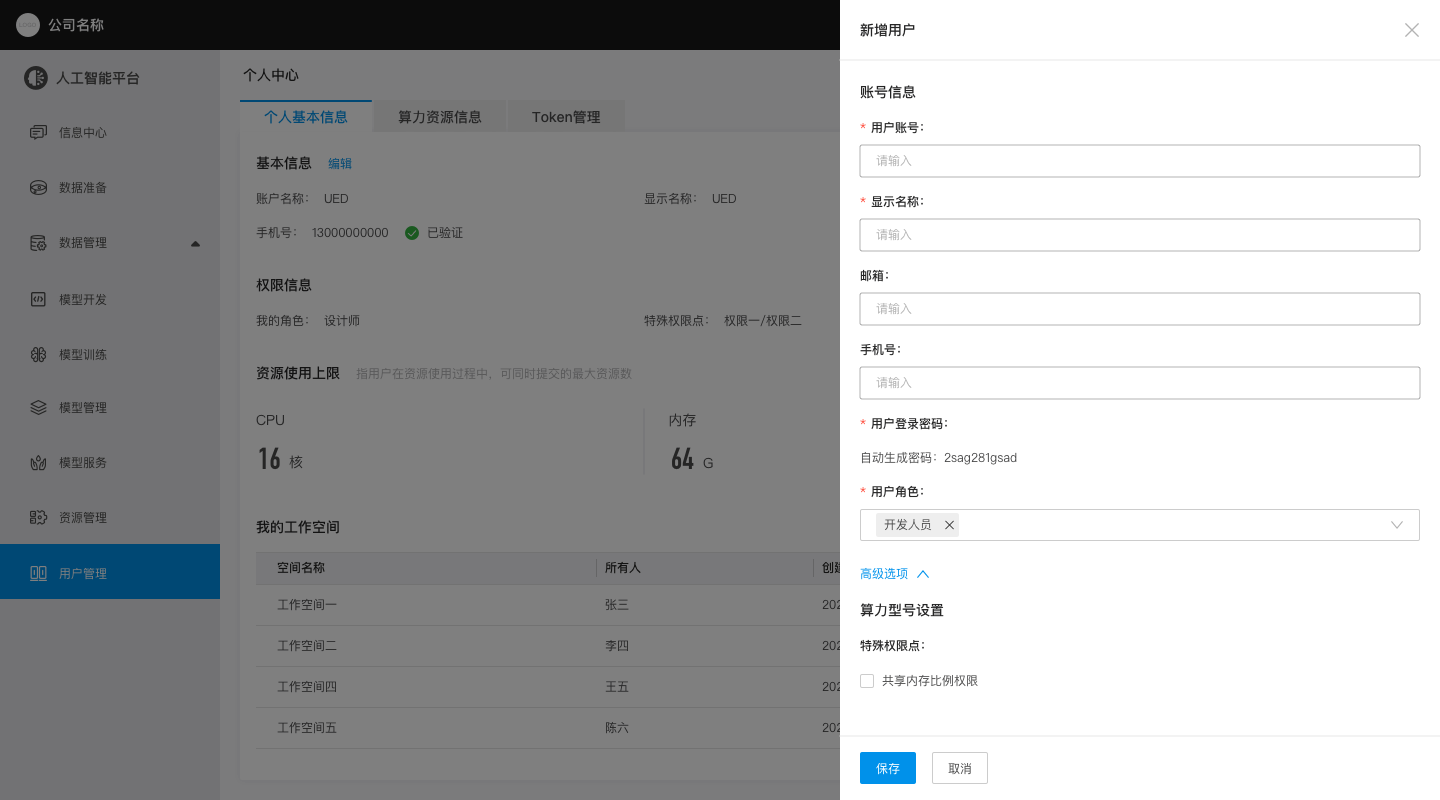 公司名称
人工智能平台
信息中心
数据准备
数据管理
模型开发
模型训练
模型管理
模型服务
资源管理
用户管理
个人中心
个人基本信息 算力资源信息 Token管理
基本信息 编辑
账户名称： UED 显示名称： UED
手机号： 13000000000 已验证
权限信息
我的角色： 设计师 特殊权限点： 权限一/权限二
资源使用上限 指用户在资源使用过程中，可同时提交的最大资源数
CPU 内存
16 核 64 G
我的工作空间
空间名称 所有人
工作空间一 张三
工作空间二 李四
工作空间四 王五
工作空间五 陈六
新增用户
账号信息
* 用户账号：
请输入
* 显示名称：
请输入
邮箱：
请输入
手机号：
请输入
* 用户登录密码：
自动生成密码：2sag281gsad
* 用户角色：
开发人员
高级选项
算力型号设置
特殊权限点：
共享内存比例权限
保存 取消